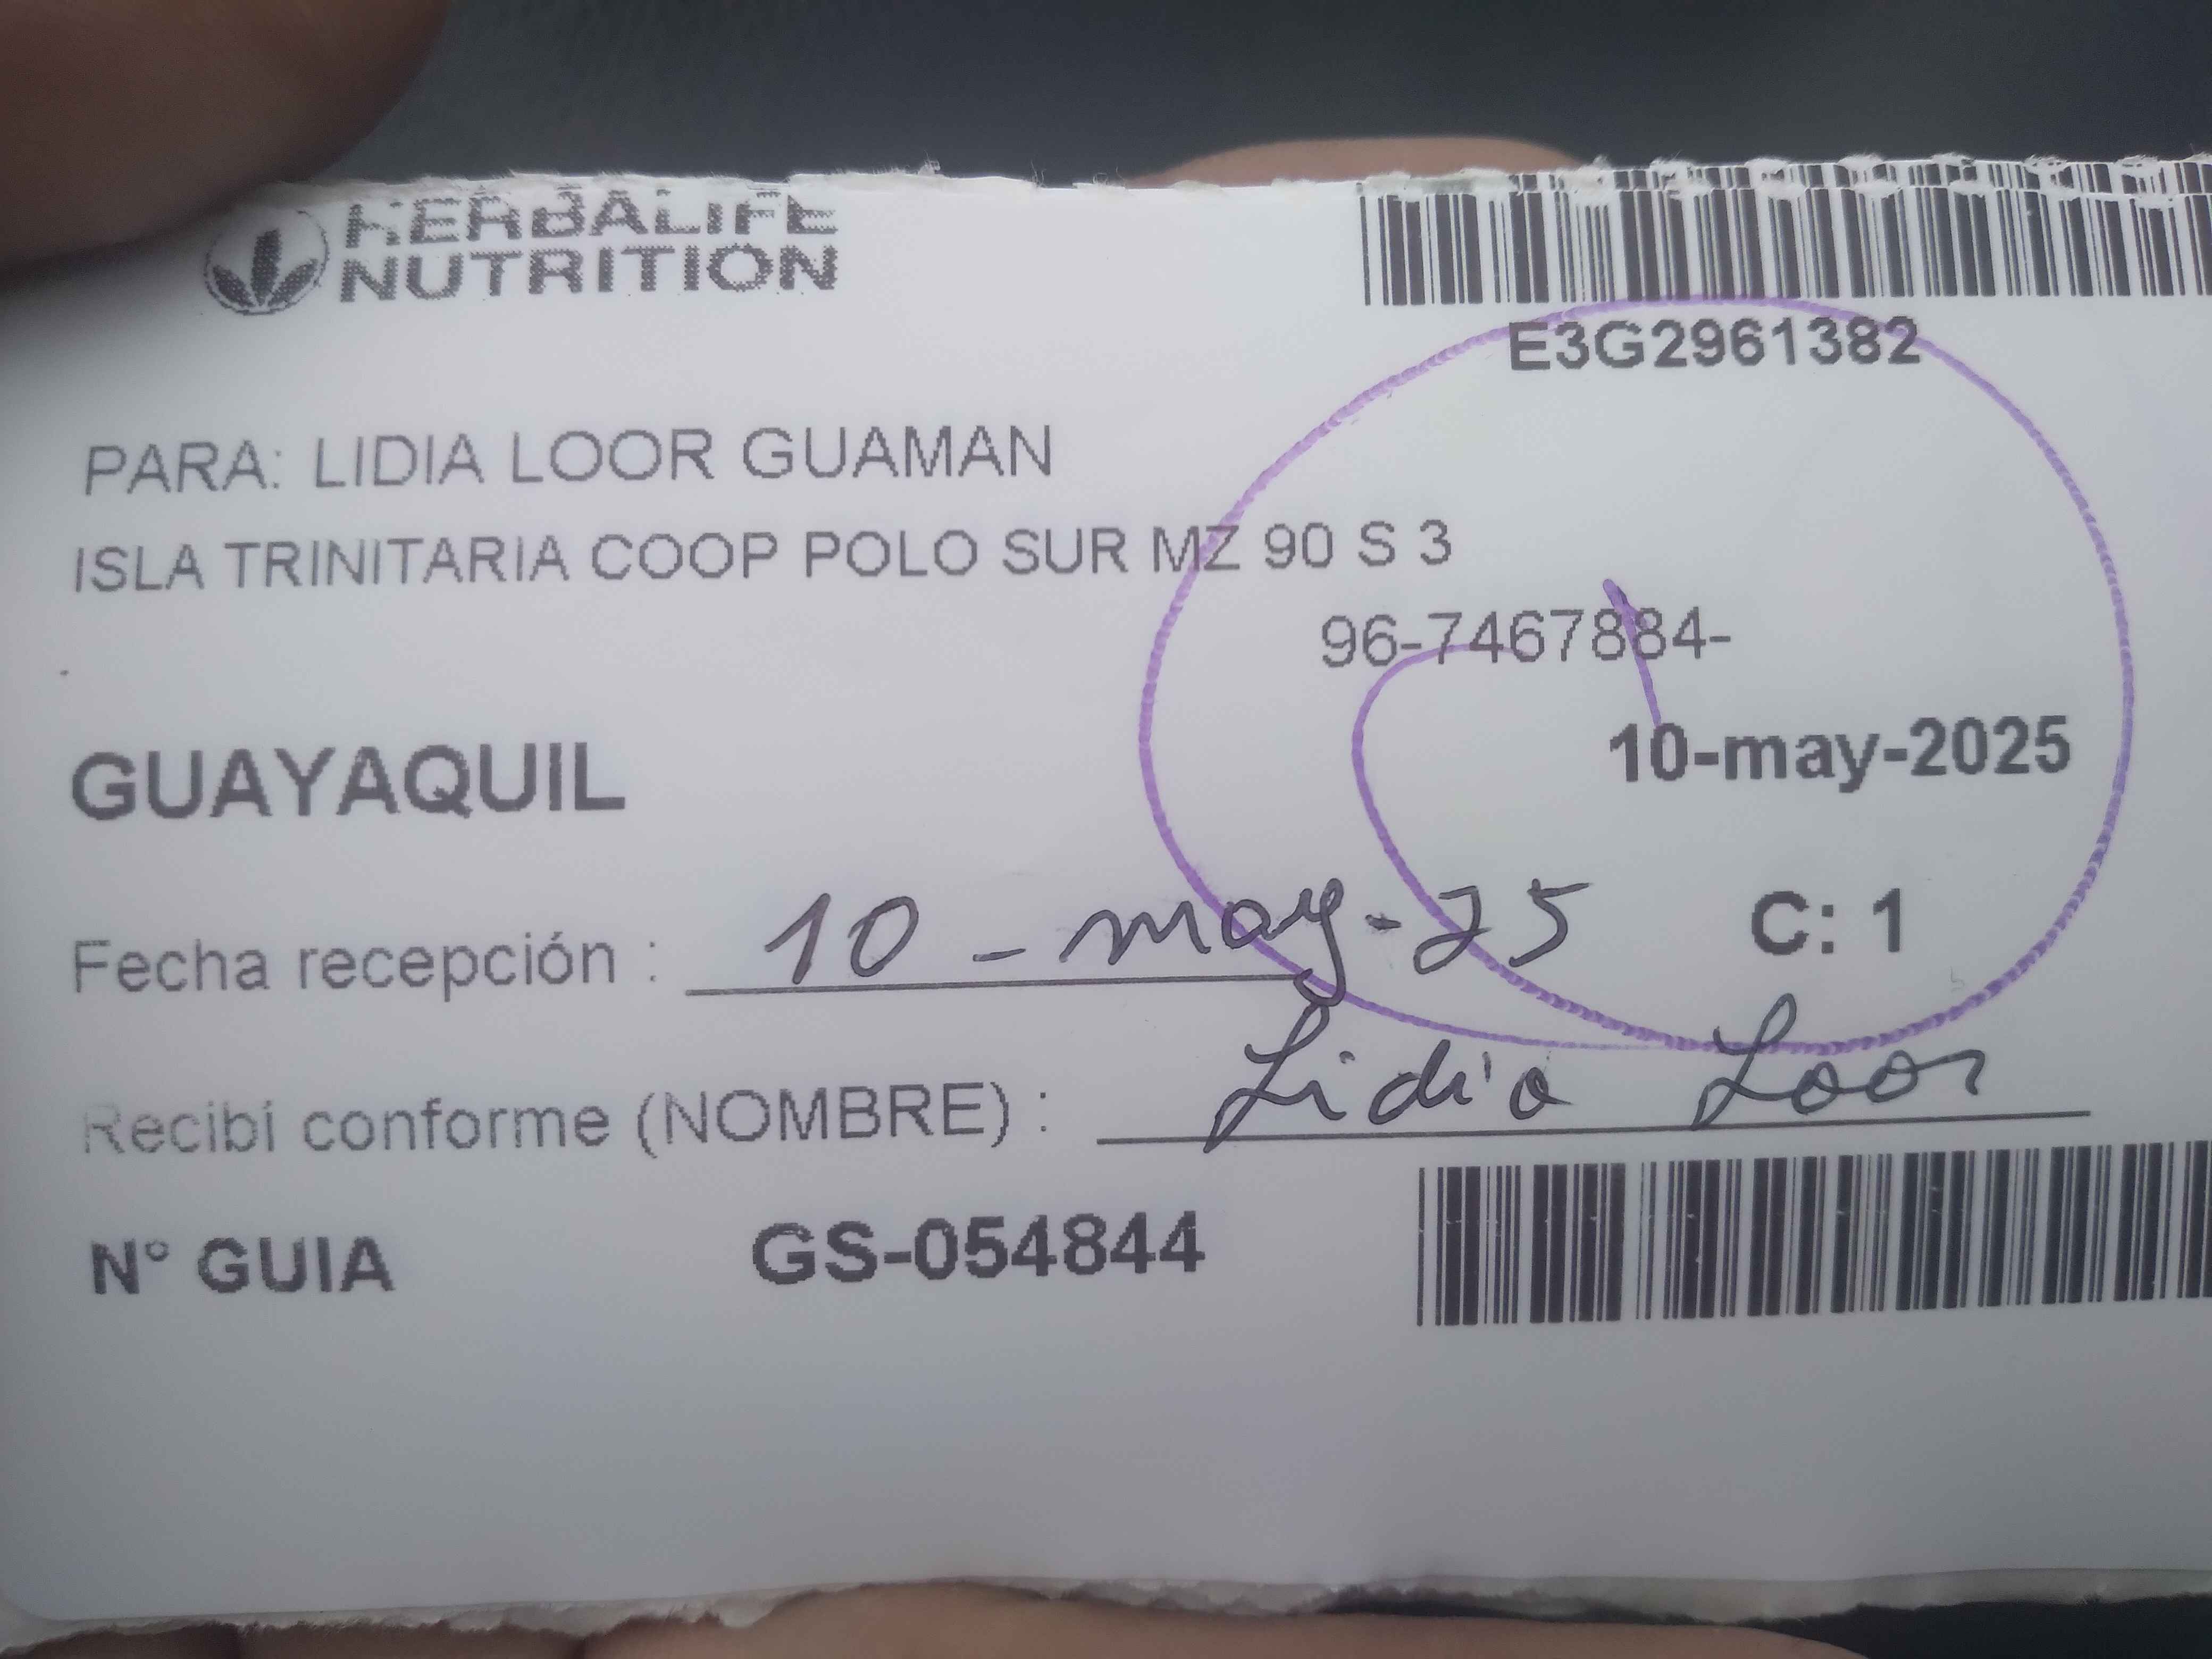 HERBALIFE
NUTRITION
E3G2961382
PARA: LIDIA LOOR GUAMAN
ISLA TRINITARIA COOP POLO SUR MZ 90 S 3
96-7467884-
GUAYAQUIL
10-may-2025
Fecha recepción : 10 - may - 25
C: 1
Recibí conforme (NOMBRE) : Lidia Loor
N° GUIA GS-054844